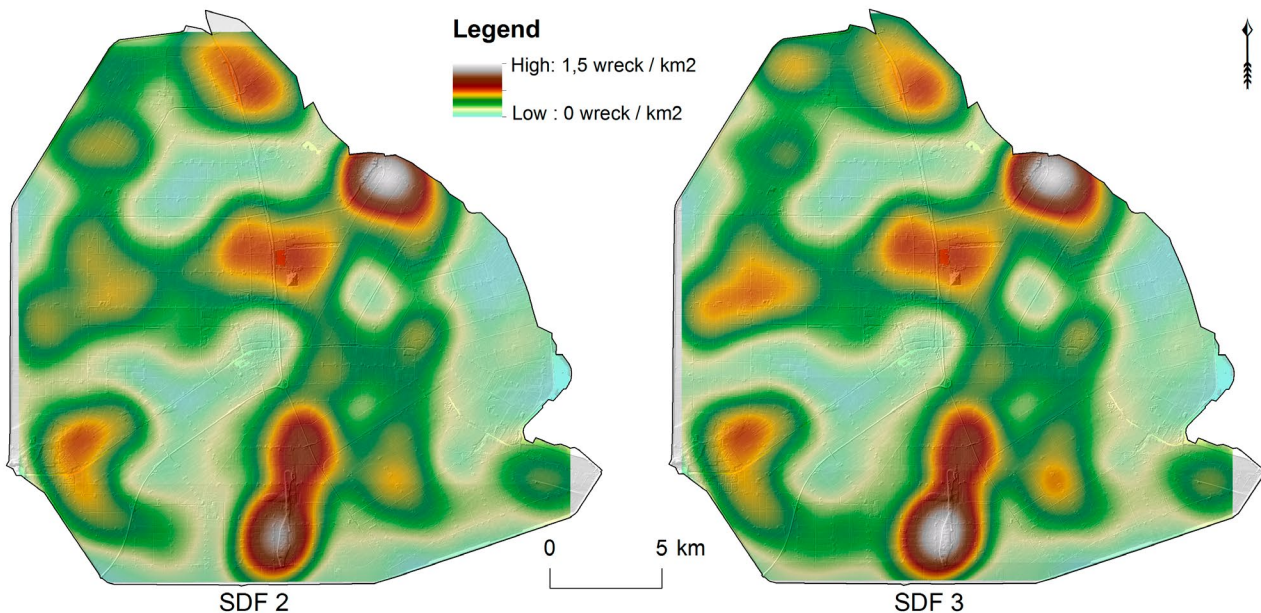 Legend
High: 1,5 wreck / km2
Low : 0 wreck / km2
0 5 km
SDF 2
SDF 3